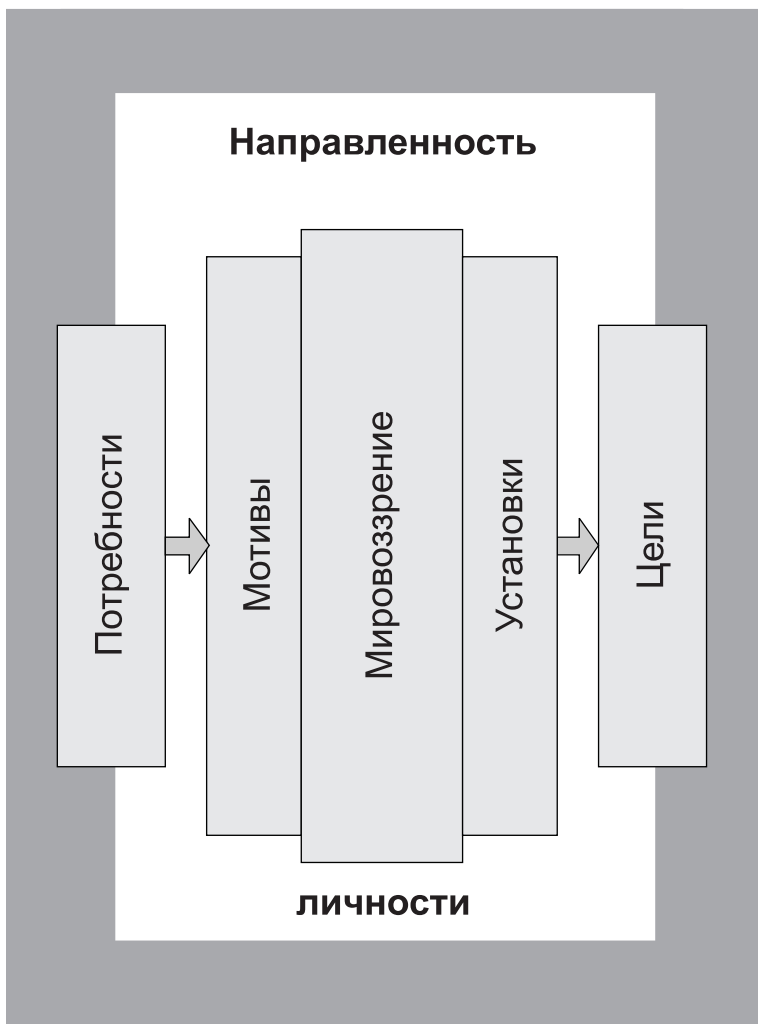 Направленность
Потребности
Мотивы
Мировоззрение
Установки
Цели
личности